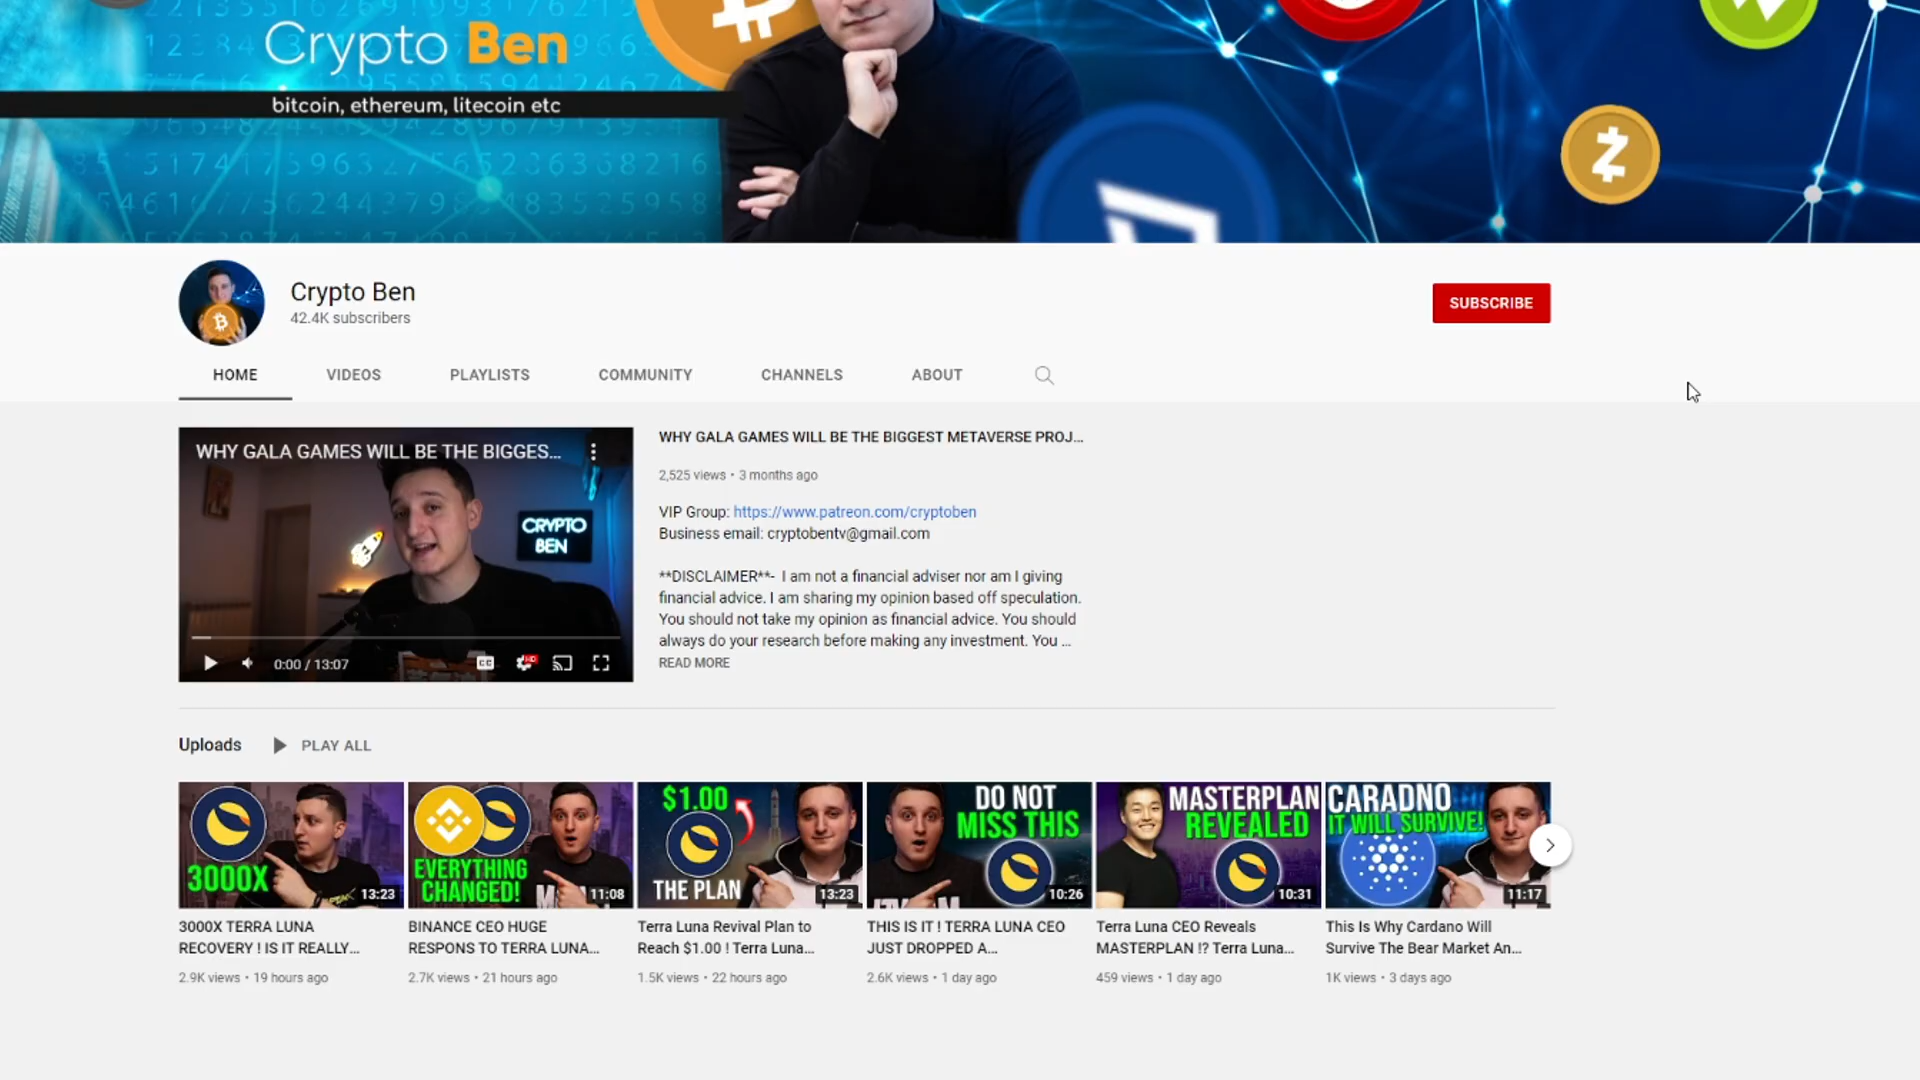 Crypto Ben
bitcoin, ethereum, litecoin etc
Crypto Ben
42.4K subscribers
SUBSCRIBE
HOME VIDEOS PLAYLISTS COMMUNITY CHANNELS ABOUT
WHY GALA GAMES WILL BE THE BIGGES...
CRYPTO
BEN
0:00 / 13:07
CC
HD
WHY GALA GAMES WILL BE THE BIGGEST METAVERSE PROJ...
2,525 views • 3 months ago
VIP Group: https://www.patreon.com/cryptoben
Business email: cryptobentv@gmail.com
**DISCLAIMER**- I am not a financial adviser nor am I giving
financial advice. I am sharing my opinion based off speculation.
You should not take my opinion as financial advice. You should
always do your research before making any investment. You ...
READ MORE
Uploads PLAY ALL
3000X
13:23
3000X TERRA LUNA
RECOVERY ! IS IT REALLY...
2.9K views • 19 hours ago
EVERYTHING
CHANGED!
11:08
BINANCE CEO HUGE
RESPONS TO TERRA LUNA...
2.7K views • 21 hours ago
$1.00
THE PLAN
13:23
Terra Luna Revival Plan to
Reach $1.00 ! Terra Luna...
1.5K views • 22 hours ago
DO NOT
MISS THIS
10:26
THIS IS IT ! TERRA LUNA CEO
JUST DROPPED A...
2.6K views • 1 day ago
MASTERPLAN
REVEALED
10:31
Terra Luna CEO Reveals
MASTERPLAN !? Terra Luna...
459 views • 1 day ago
CARADNO
IT WILL SURVIVE!
11:17
This Is Why Cardano Will
Survive The Bear Market An...
1K views • 3 days ago